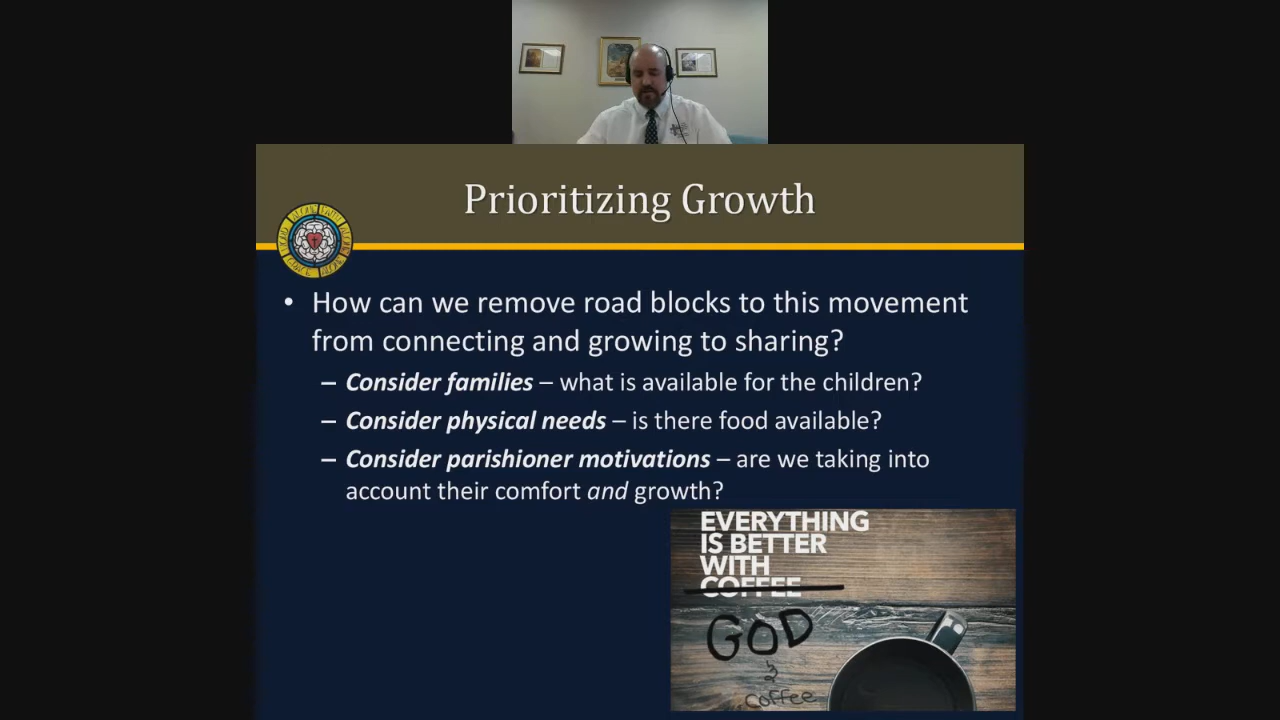 Prioritizing Growth
• How can we remove road blocks to this movement
from connecting and growing to sharing?
– Consider families – what is available for the children?
– Consider physical needs – is there food available?
– Consider parishioner motivations – are we taking into
account their comfort and growth?
EVERYTHING
IS BETTER
WITH
COFFEE
GOD
&
coffee